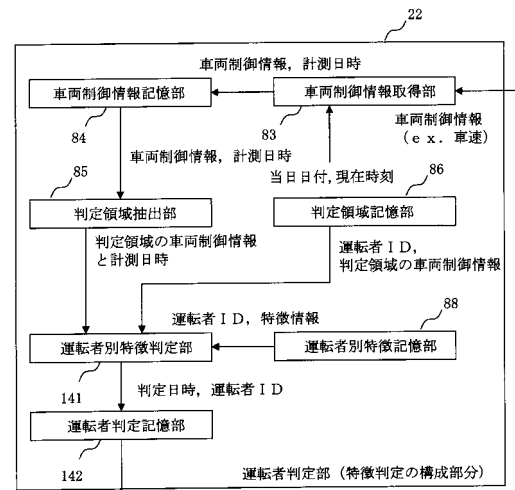 22
車両制御情報，計測日時
車両制御情報記憶部
車両制御情報取得部
84
83
車両制御情報
（ｅｘ．車速）
車両制御情報，計測日時
85
当日日付，現在時刻
86
判定領域抽出部
判定領域記憶部
判定領域の車両制御情報
と計測日時
運転者ＩＤ，
判定領域の車両制御情報
運転者ＩＤ，特徴情報
88
運転者別特徴判定部
運転者別特徴記憶部
141
判定日時，運転者ＩＤ
運転者判定記憶部
142
運転者判定部（特徴判定の構成部分）